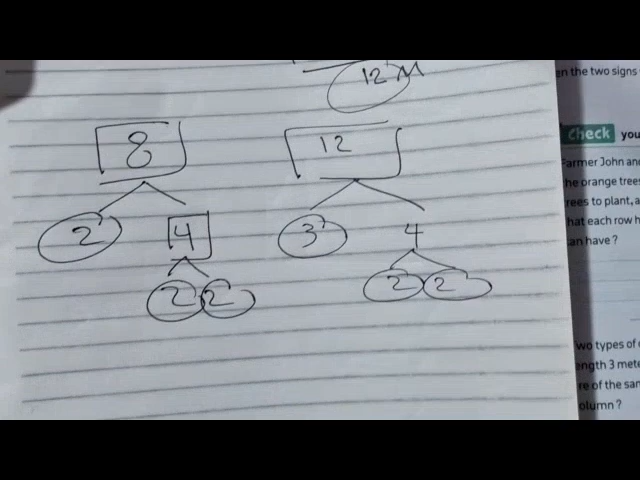 12 M
8 12
2 4 3 4
2 2 2 2
en the two signs
Check you
Farmer John and
he orange trees
rees to plant, a
hat each row h
an have?
wo types of
ength 3 mete
re of the sam
olumn?